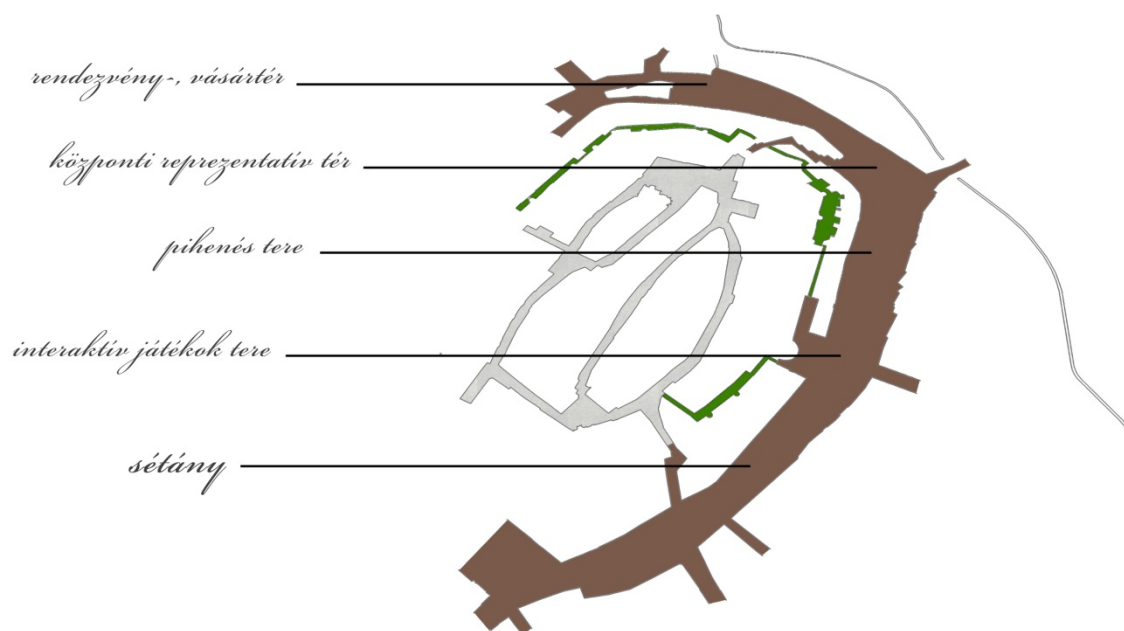 rendezvény-, vásártér
központi reprezentatív tér
pihenés tere
interaktív játékok tere
sétány